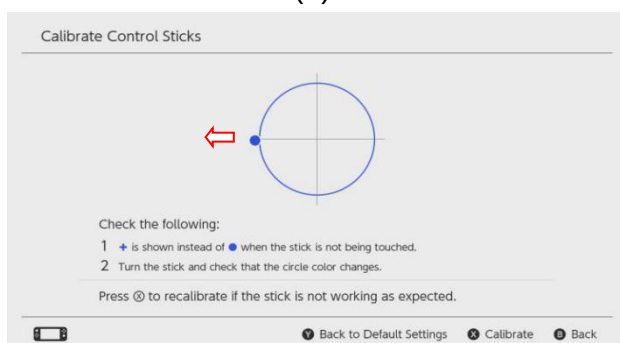 Calibrate Control Sticks
Check the following:
1 + is shown instead of ● when the stick is not being touched.
2 Turn the stick and check that the circle color changes.
Press Ⓧ to recalibrate if the stick is not working as expected.
Ⓨ Back to Default Settings Ⓧ Calibrate Ⓑ Back